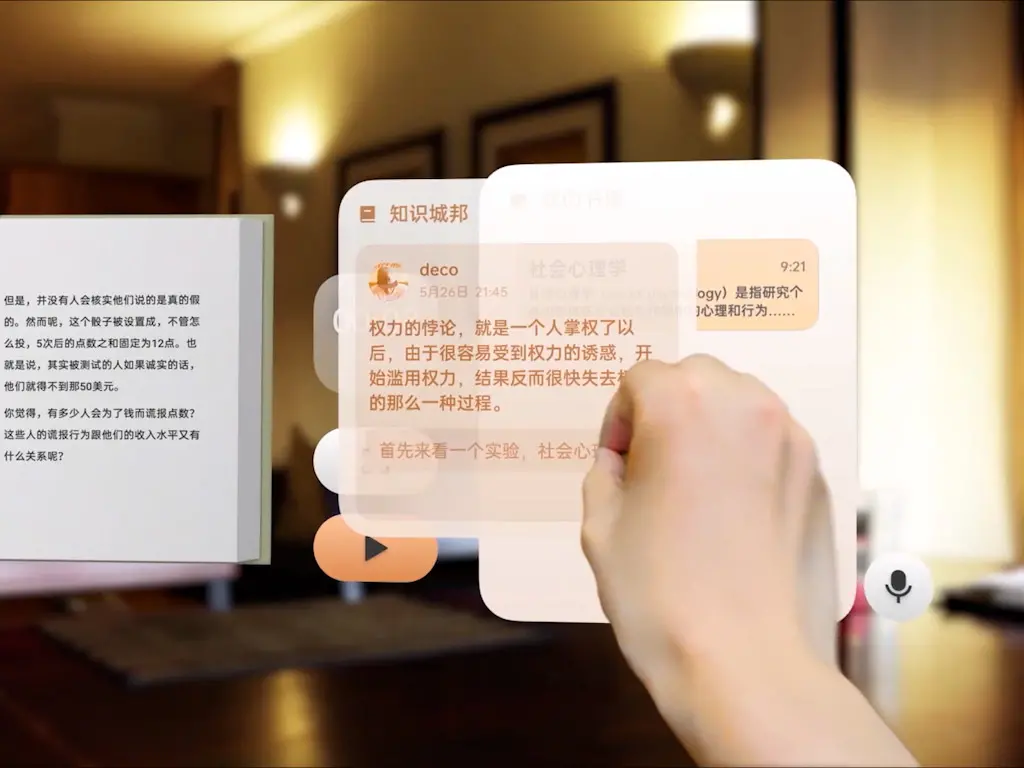 但是，并没有人会核实他们说的是真的假
的。然而呢，这个骰子被设置成，不管怎
么投，5次后的点数之和固定为12点。也
就是说，其实被测试的人如果诚实的话，
他们就得不到那50美元。
你觉得，有多少人会为了钱而谎报点数？
这些人的谎报行为跟他们的收入水平又有
什么关系呢？
知识城邦
deco
5月26日 21:45
权力的悖论，就是一个人掌权了以
后，由于很容易受到权力的诱惑，开
始滥用权力，结果反而很快失去
的那么一种过程。
首先来看一个实验，社会心
社会心理学
9:21
ogy）是指研究个
心理和行为……